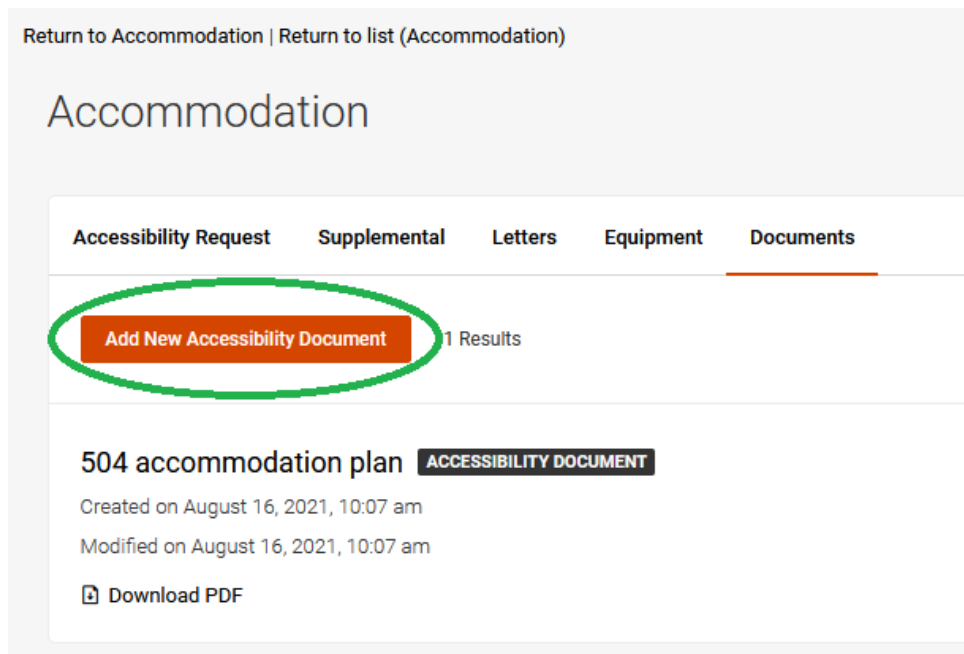 Return to Accommodation | Return to list (Accommodation)
Accommodation
Accessibility Request Supplemental Letters Equipment Documents
Add New Accessibility Document 1 Results
504 accommodation plan ACCESSIBILITY DOCUMENT
Created on August 16, 2021, 10:07 am
Modified on August 16, 2021, 10:07 am
Download PDF